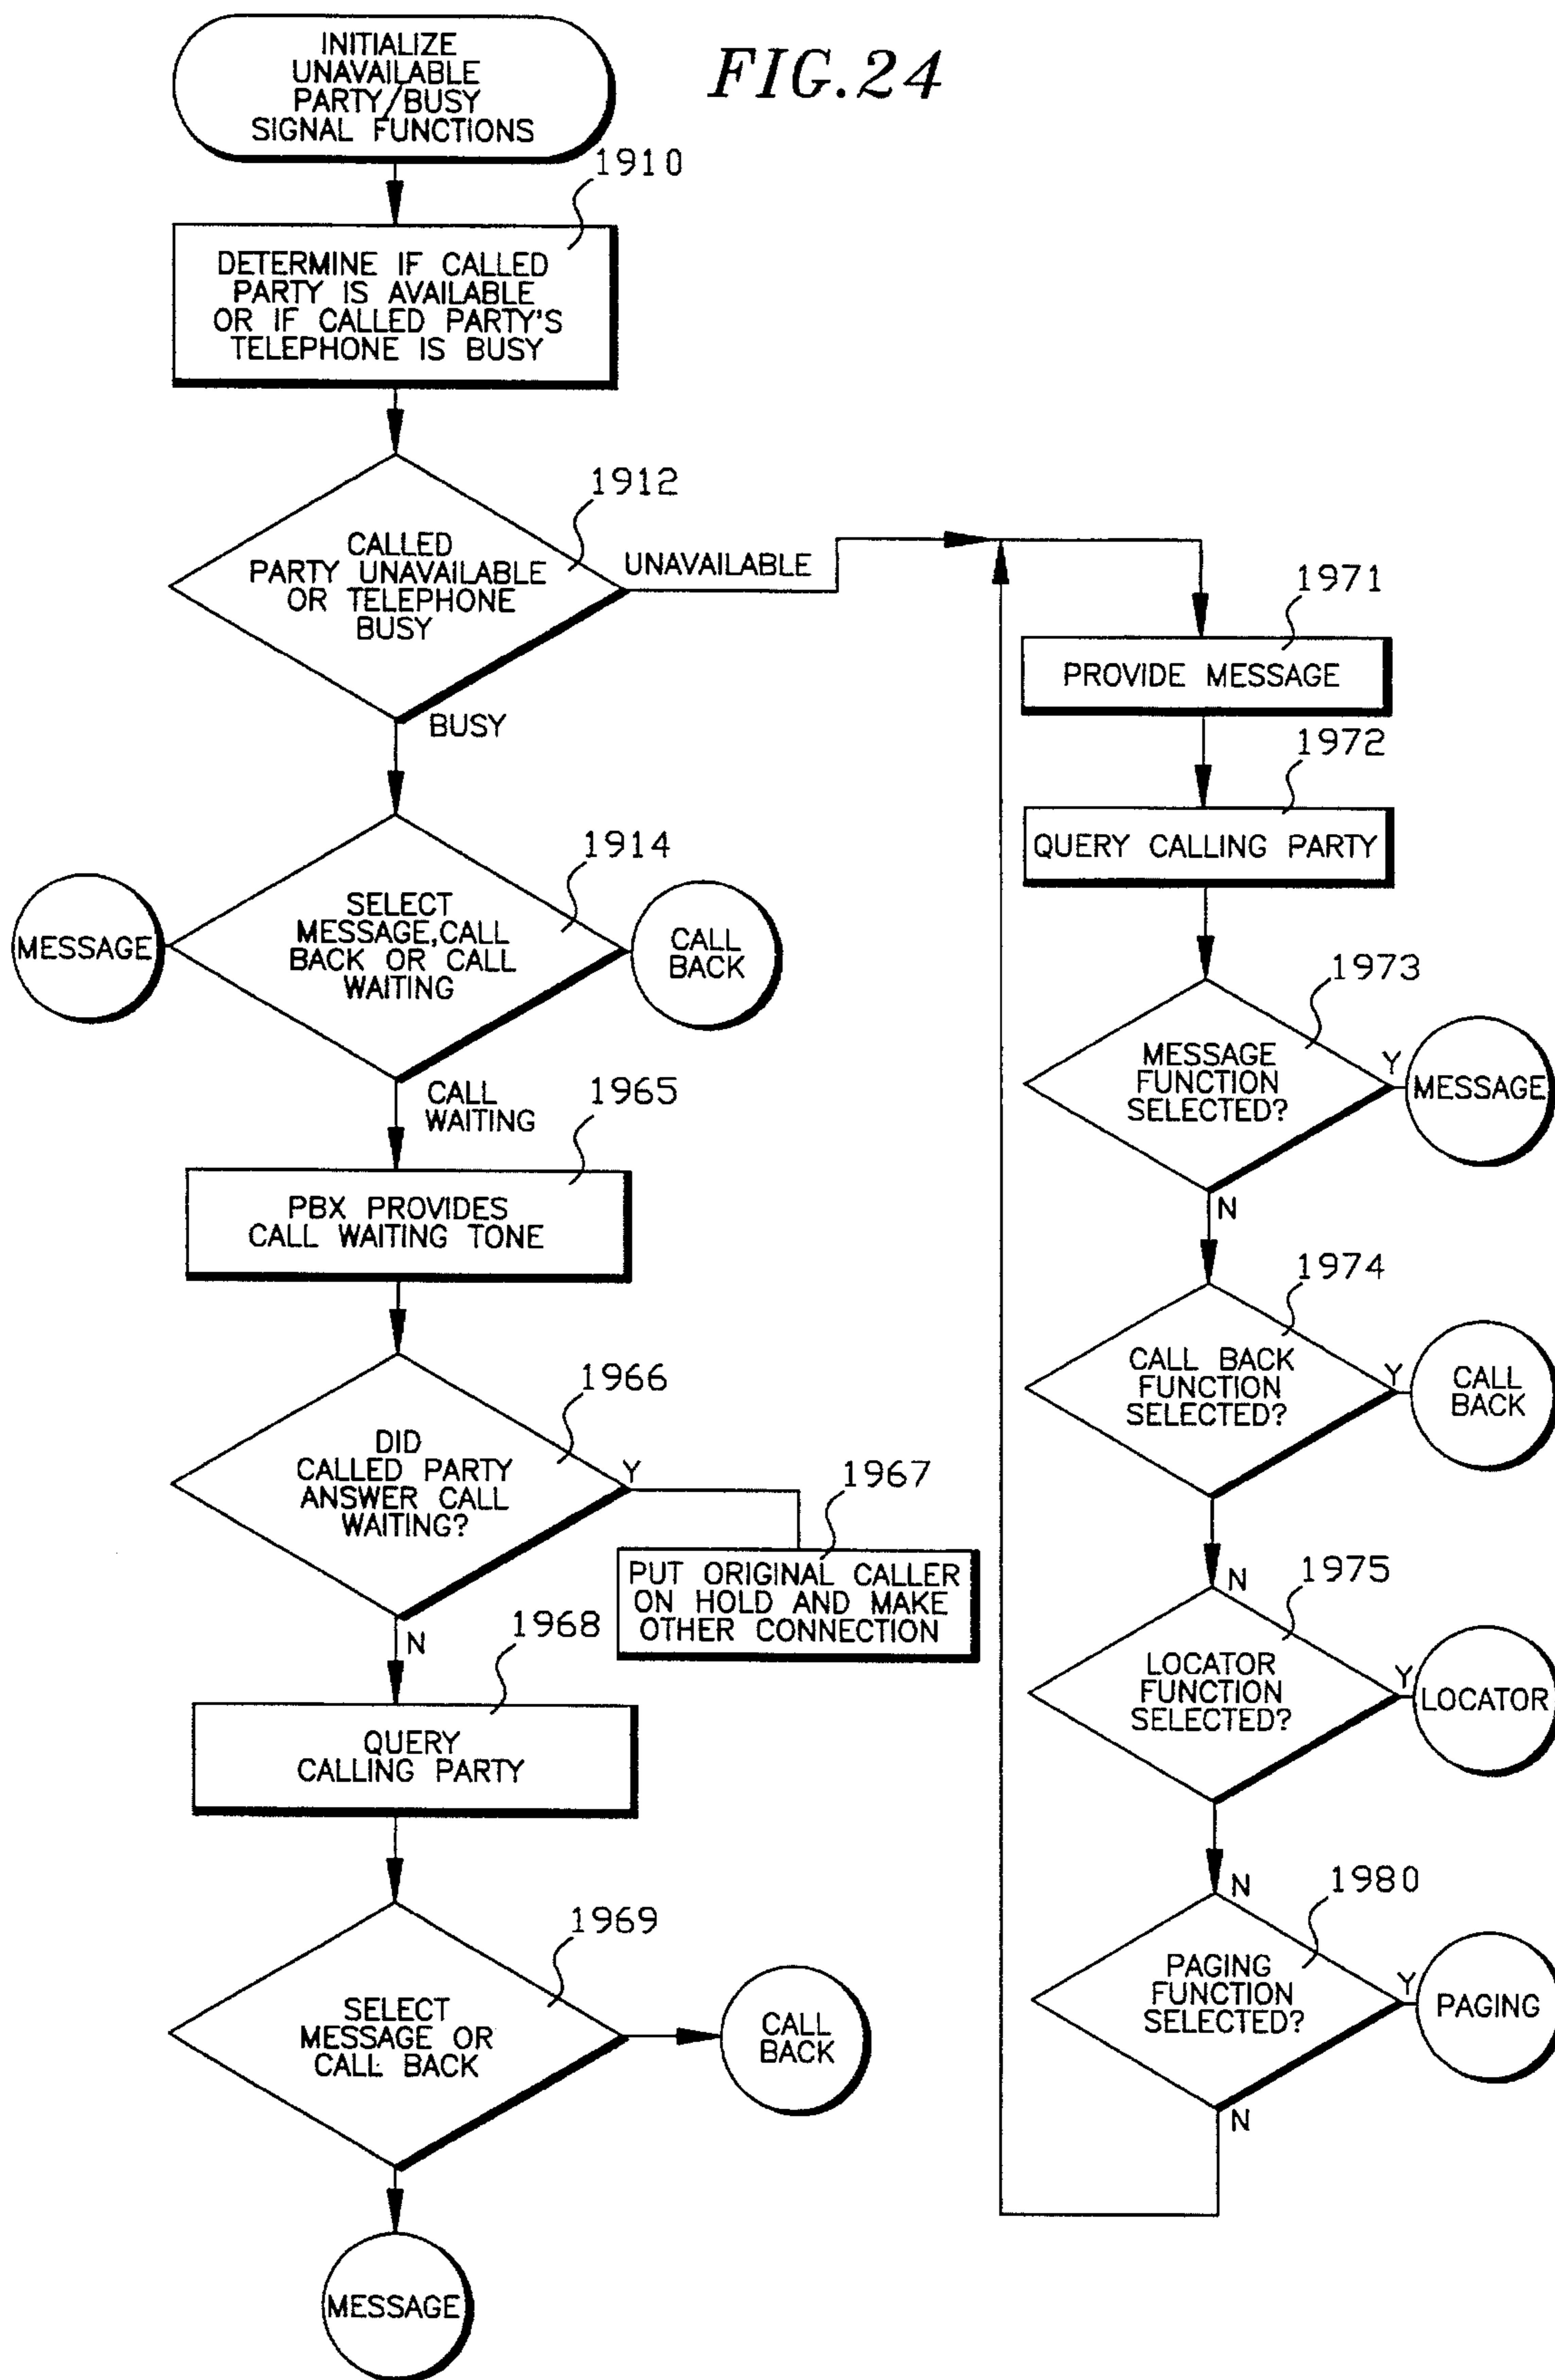 FIG.24
INITIALIZE
UNAVAILABLE
PARTY/BUSY
SIGNAL FUNCTIONS
1910
DETERMINE IF CALLED
PARTY IS AVAILABLE
OR IF CALLED PARTY'S
TELEPHONE IS BUSY
1912
CALLED
PARTY UNAVAILABLE
OR TELEPHONE
BUSY
UNAVAILABLE
BUSY
1914
SELECT
MESSAGE,CALL
BACK OR CALL
WAITING
MESSAGE
CALL
BACK
CALL
WAITING
1965
PBX PROVIDES
CALL WAITING TONE
1966
DID
CALLED PARTY
ANSWER CALL
WAITING?
Y
1967
PUT ORIGINAL CALLER
ON HOLD AND MAKE
OTHER CONNECTION
N
1968
QUERY
CALLING PARTY
1969
SELECT
MESSAGE OR
CALL BACK
CALL
BACK
MESSAGE
1971
PROVIDE MESSAGE
1972
QUERY CALLING PARTY
1973
MESSAGE
FUNCTION
SELECTED?
Y
MESSAGE
N
1974
CALL BACK
FUNCTION
SELECTED?
Y
CALL
BACK
N
1975
LOCATOR
FUNCTION
SELECTED?
Y
LOCATOR
N
1980
PAGING
FUNCTION
SELECTED?
Y
PAGING
N